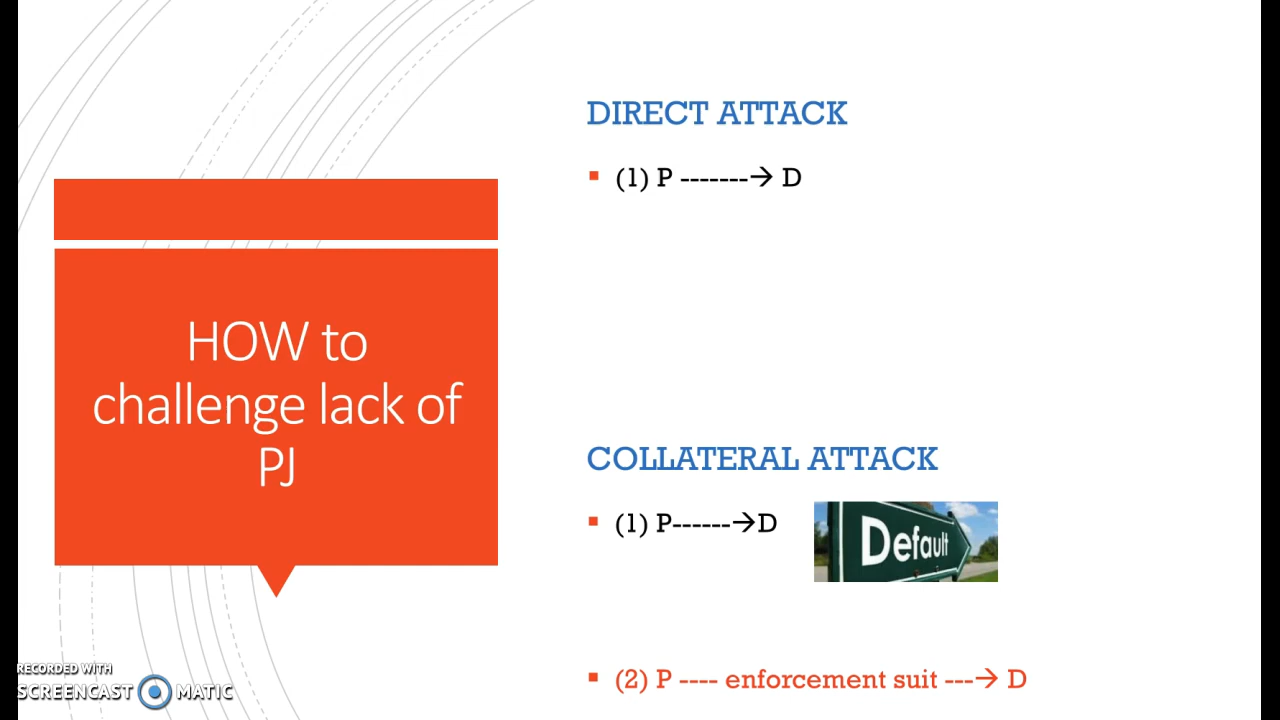 HOW to
challenge lack of
PJ
DIRECT ATTACK
▪ (1) P -------→ D
COLLATERAL ATTACK
▪ (1) P------→D
Default
▪ (2) P ---- enforcement suit ---→ D
RECORDED WITH
SCREENCAST MATIC